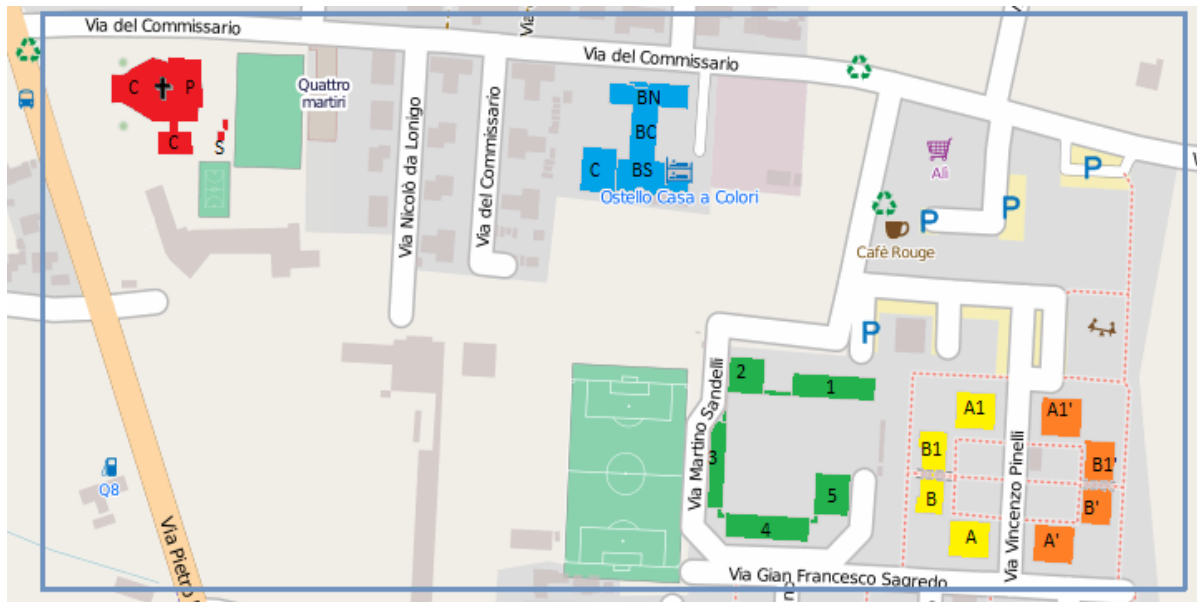 Via del Commissario
C
P
C
S
Quattro
martiri
Via Nicolò da Lonigo
Via del Commissario
Via del Commissario
BN
BC
C
BS
Ostello Casa a Colori
Alì
P
P
P
Cafè Rouge
P
Q8
Via Pietro
Via Martino Sandelli
2
1
3
5
4
A1
A1'
B1
B1'
B
B'
A
A'
Via Vincenzo Pinelli
Via Gian Francesco Sagredo